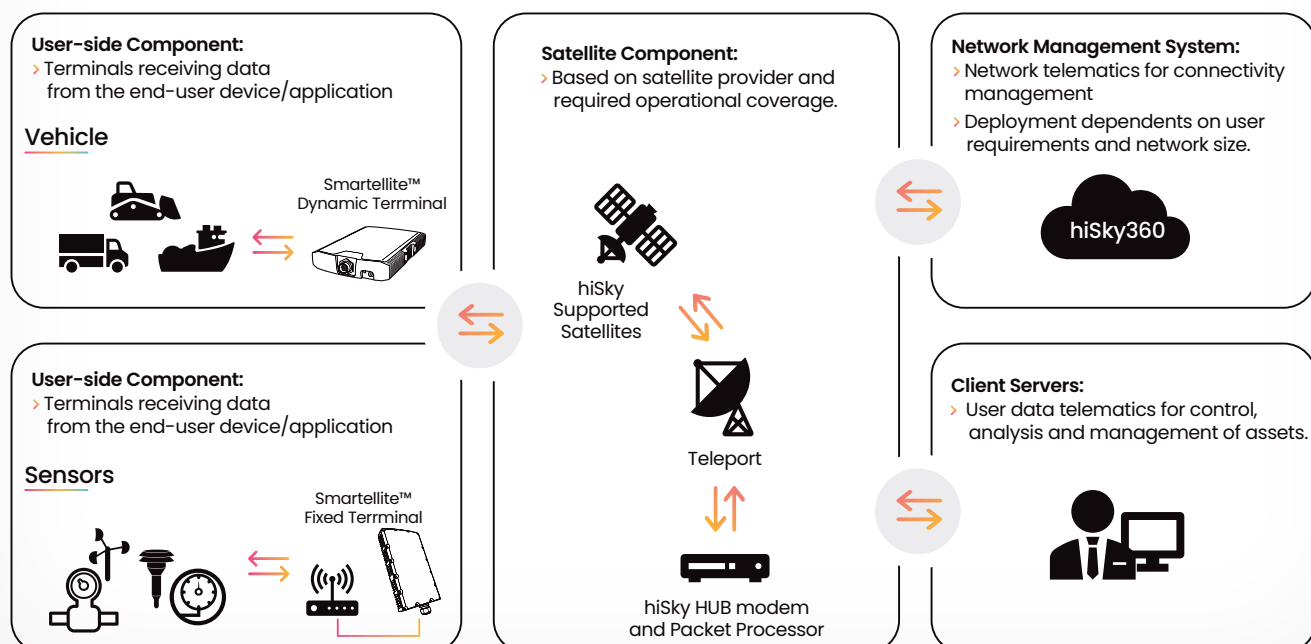 User-side Component:
› Terminals receiving data
from the end-user device/application
Vehicle
Smartellite™
Dynamic Terrminal
User-side Component:
› Terminals receiving data
from the end-user device/application
Sensors
Smartellite™
Fixed Terrminal
Satellite Component:
› Based on satellite provider and
required operational coverage.
hiSky
Supported
Satellites
Teleport
hiSky HUB modem
and Packet Processor
Network Management System:
› Network telematics for connectivity
management
› Deployment dependents on user
requirements and network size.
hiSky360
Client Servers:
› User data telematics for control,
analysis and management of assets.